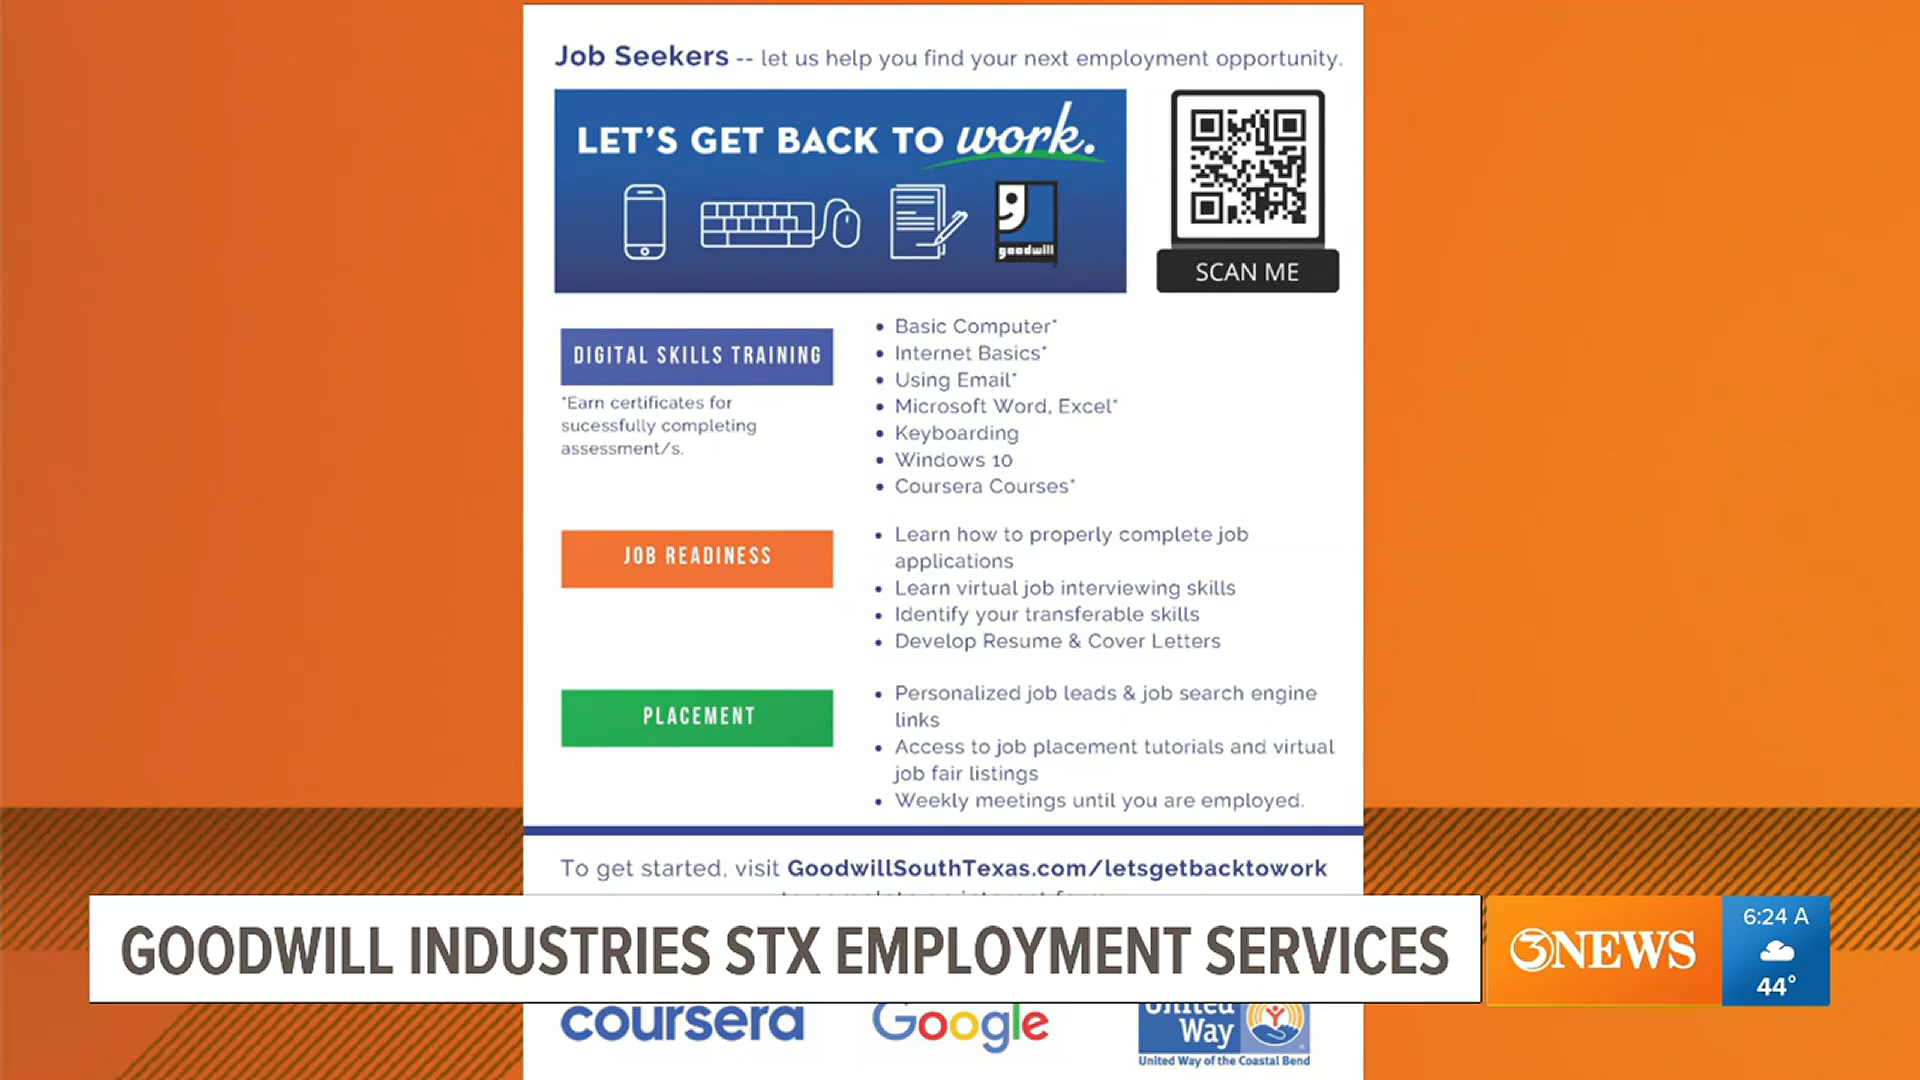 Job Seekers -- let us help you find your next employment opportunity.
LET'S GET BACK TO work.
goodwill
SCAN ME
DIGITAL SKILLS TRAINING
*Earn certificates for
sucessfully completing
assessment/s.
• Basic Computer*
• Internet Basics*
• Using Email*
• Microsoft Word, Excel*
• Keyboarding
• Windows 10
• Coursera Courses*
JOB READINESS
• Learn how to properly complete job
applications
• Learn virtual job interviewing skills
• Identify your transferable skills
• Develop Resume & Cover Letters
PLACEMENT
• Personalized job leads & job search engine
links
• Access to job placement tutorials and virtual
job fair listings
• Weekly meetings until you are employed.
To get started, visit GoodwillSouthTexas.com/letsgetbacktowork
GOODWILL INDUSTRIES STX EMPLOYMENT SERVICES
3NEWS
6:24 A
44°
coursera
Google
United
Way
United Way of the Coastal Bend